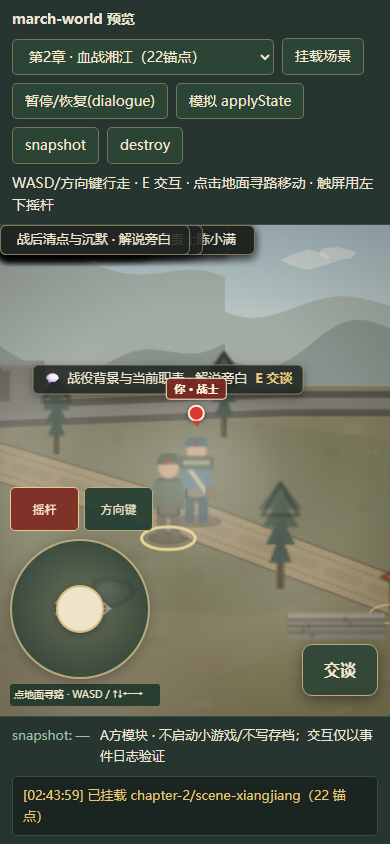 march-world 预览
第2章 · 血战湘江（22锚点）
挂载场景
暂停/恢复(dialogue)
模拟 applyState
snapshot
destroy
WASD/方向键行走 · E 交互 · 点击地面寻路移动 · 触屏用左
下摇杆
战后清点与沉默 · 解说旁白
陈小满
战役背景与当前职责 · 解说旁白 E 交谈
你 · 战士
摇杆
方向键
点地面寻路 · WASD / ↑↓←→
交谈
snapshot: —
A方模块 · 不启动小游戏/不写存档；交互仅以事
件日志验证
[02:43:59] 已挂载 chapter-2/scene-xiangjiang（22 锚
点）